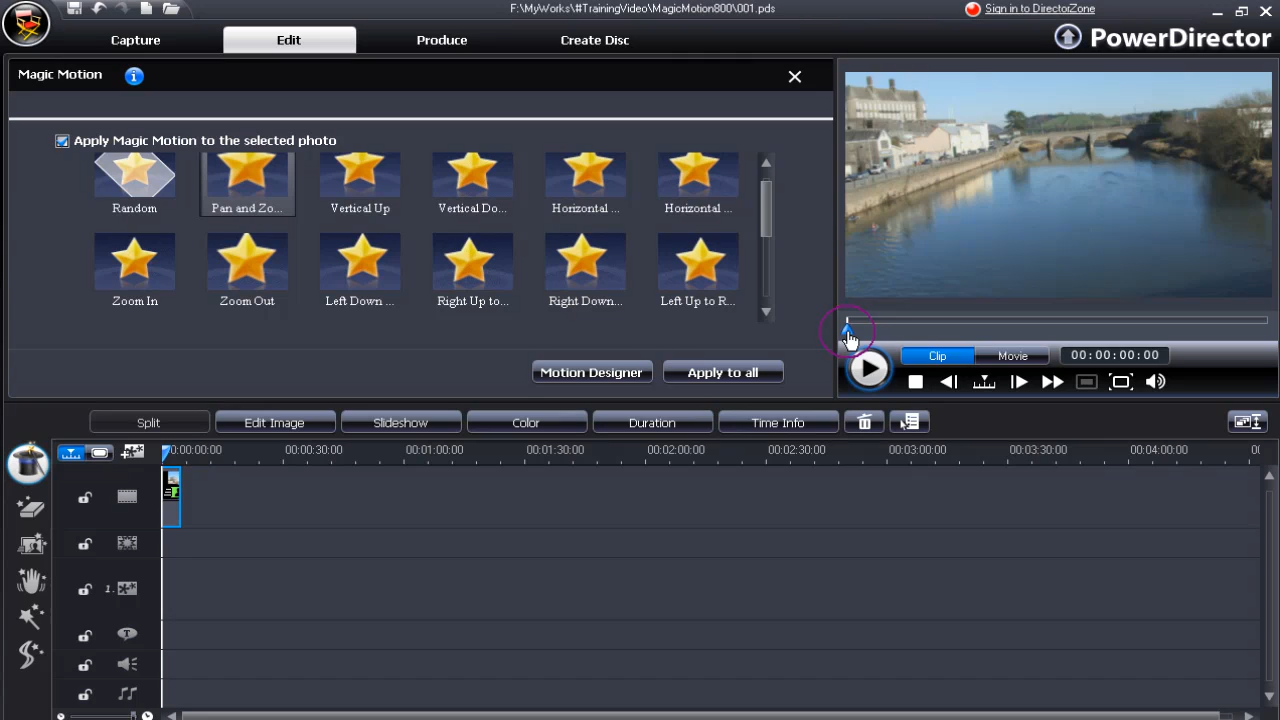 F:\MyWorks\#TrainingVideo\MagicMotion800\001.pds
Sign in to DirectorZone
Capture
Edit
Produce
Create Disc
PowerDirector
Magic Motion
Apply Magic Motion to the selected photo
Random
Pan and Zo...
Vertical Up
Vertical Do...
Horizontal ...
Horizontal ...
Zoom In
Zoom Out
Left Down ...
Right Up to...
Right Down...
Left Up to R...
Motion Designer
Apply to all
Clip
Movie
00:00:00:00
Split
Edit Image
Slideshow
Color
Duration
Time Info
0:00:00:00
00:00:30:00
00:01:00:00
00:01:30:00
00:02:00:00
00:02:30:00
00:03:00:00
00:03:30:00
00:04:00:00
1.